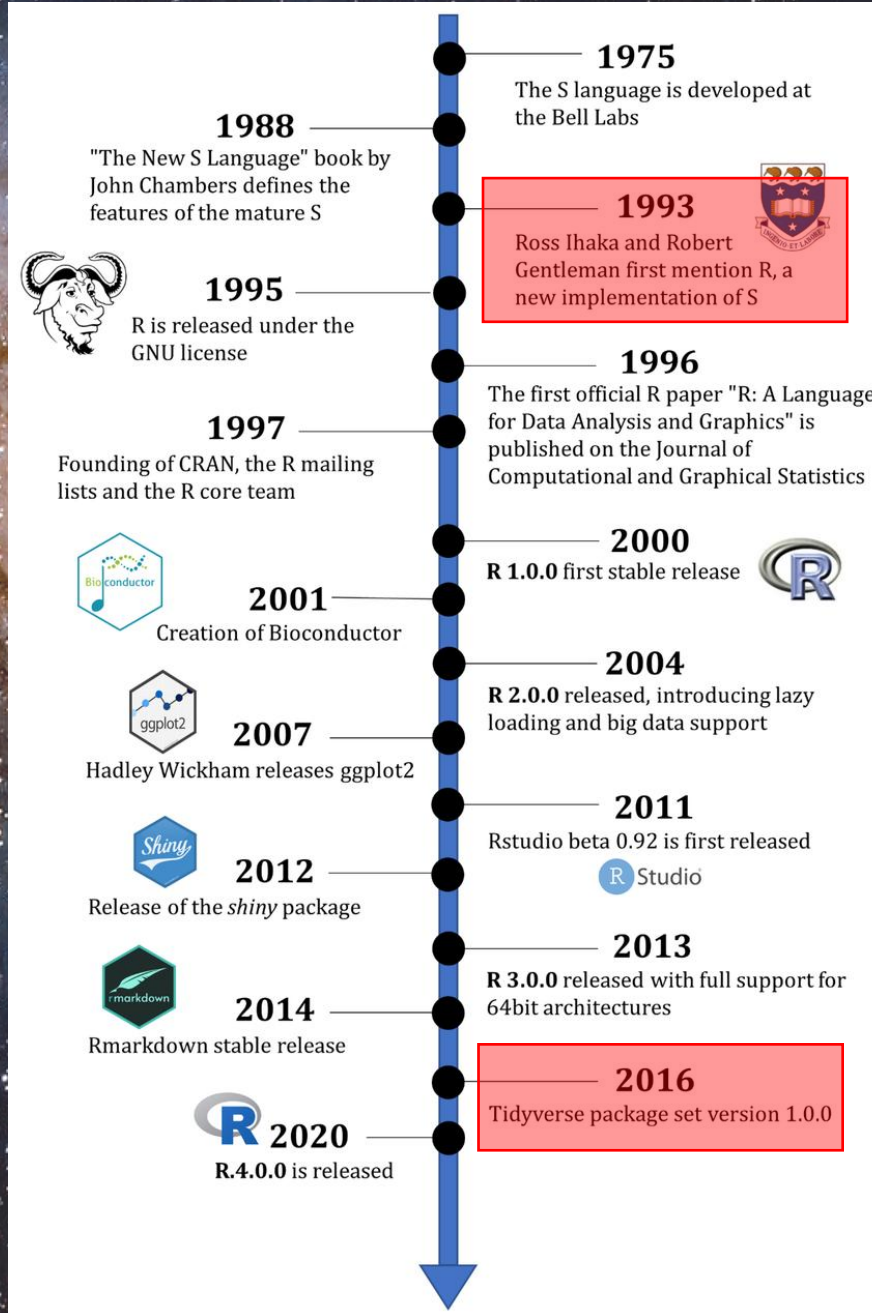 1975
The S language is developed at
the Bell Labs
1988
"The New S Language" book by
John Chambers defines the
features of the mature S
1993
Ross Ihaka and Robert
Gentleman first mention R, a
new implementation of S
INGENIO ET LABORE
1995
R is released under the
GNU license
1996
The first official R paper "R: A Language
for Data Analysis and Graphics" is
published on the Journal of
Computational and Graphical Statistics
1997
Founding of CRAN, the R mailing
lists and the R core team
2000
R 1.0.0 first stable release
R
Bioconductor
2001
Creation of Bioconductor
2004
R 2.0.0 released, introducing lazy
loading and big data support
ggplot2
2007
Hadley Wickham releases ggplot2
2011
Rstudio beta 0.92 is first released
R Studio
Shiny
2012
Release of the shiny package
2013
R 3.0.0 released with full support for
64bit architectures
rmarkdown
2014
Rmarkdown stable release
2016
Tidyverse package set version 1.0.0
R
2020
R.4.0.0 is released